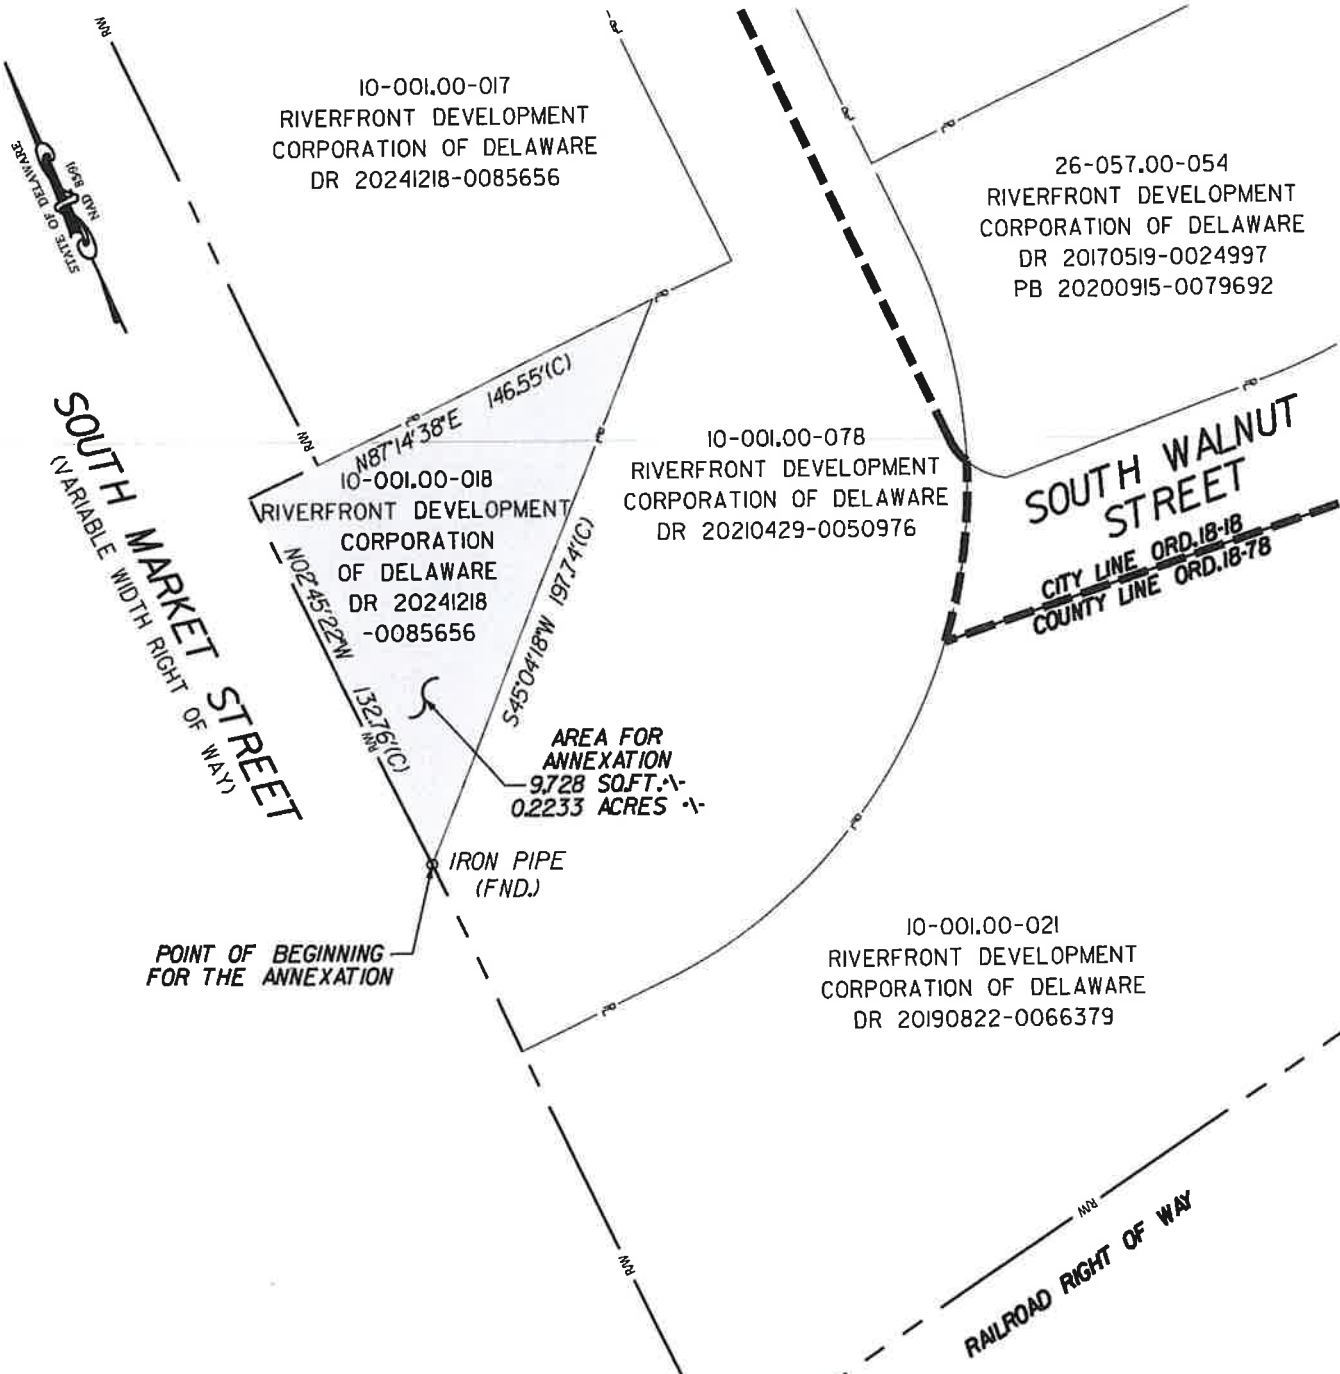 R/W
10-001.00-017
RIVERFRONT DEVELOPMENT
CORPORATION OF DELAWARE
DR 20241218-0085656
STATE OF DELAWARE
NAD 83/91
26-057.00-054
RIVERFRONT DEVELOPMENT
CORPORATION OF DELAWARE
DR 20170519-0024997
PB 20200915-0079692
SOUTH MARKET STREET
(VARIABLE WIDTH RIGHT OF WAY)
R/W
N87°14'38"E 146.55'(C)
10-001.00-018
RIVERFRONT DEVELOPMENT
CORPORATION
OF DELAWARE
DR 20241218
-0085656
N02°45'22"W 132.76'(C)
R/W
S45°04'18"W 197.74'(C)
10-001.00-078
RIVERFRONT DEVELOPMENT
CORPORATION OF DELAWARE
DR 20210429-0050976
SOUTH WALNUT
STREET
CITY LINE ORD.18-18
COUNTY LINE ORD.18-78
AREA FOR
ANNEXATION
9,728 SQ.FT.+\-
0.2233 ACRES +\-
IRON PIPE
(FND.)
POINT OF BEGINNING
FOR THE ANNEXATION
10-001.00-021
RIVERFRONT DEVELOPMENT
CORPORATION OF DELAWARE
DR 20190822-0066379
R/W
R/W
RAILROAD RIGHT OF WAY